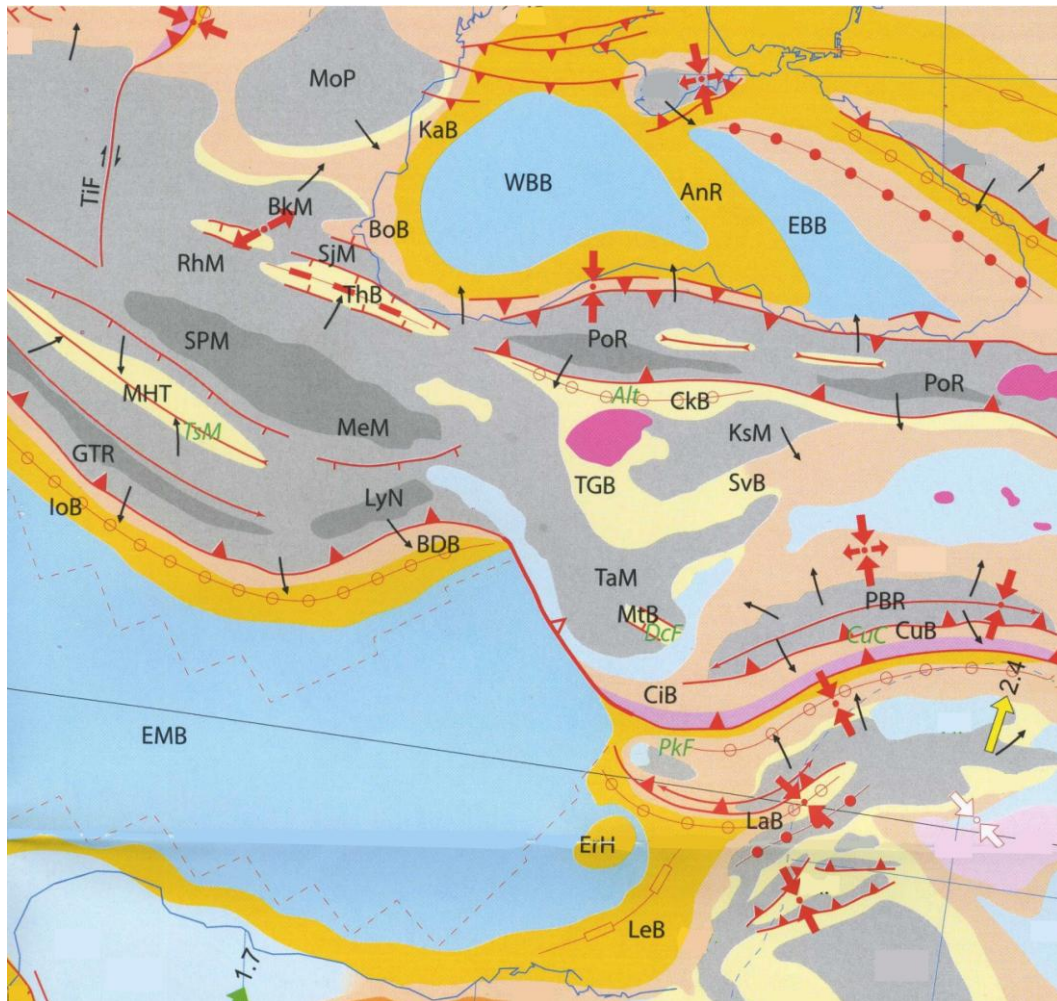 MoP
KaB
WBB
AnR
EBB
TiF
BkM
BoB
RhM
SjM
ThB
SPM
PoR
PoR
MHT
Alt
CkB
TsM
MeM
KsM
GTR
LyN
TGB
SvB
IoB
BDB
TaM
PBR
MtB
DcF
CuC
CuB
CiB
2.4
EMB
PkF
LaB
ErH
LeB
1.7